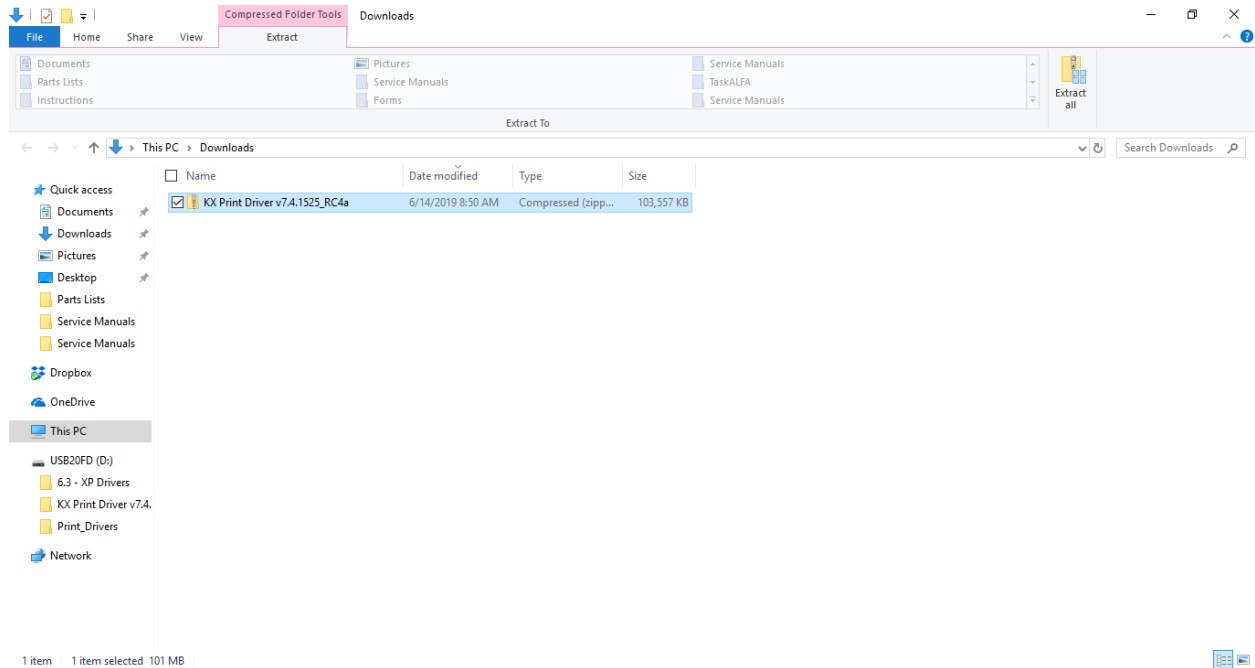 Compressed Folder Tools Downloads
File Home Share View Extract
Documents Pictures Service Manuals
Parts Lists Service Manuals TaskALFA
Instructions Forms Service Manuals
Extract all
Extract To
This PC > Downloads Search Downloads
Name Date modified Type Size
KX Print Driver v7.4.1525_RC4a 6/14/2019 8:50 AM Compressed (zipp... 103,557 KB
Quick access
Documents
Downloads
Pictures
Desktop
Parts Lists
Service Manuals
Service Manuals
Dropbox
OneDrive
This PC
USB20FD (D:)
6.3 - XP Drivers
KX Print Driver v7.4.
Print_Drivers
Network
1 item 1 item selected 101 MB